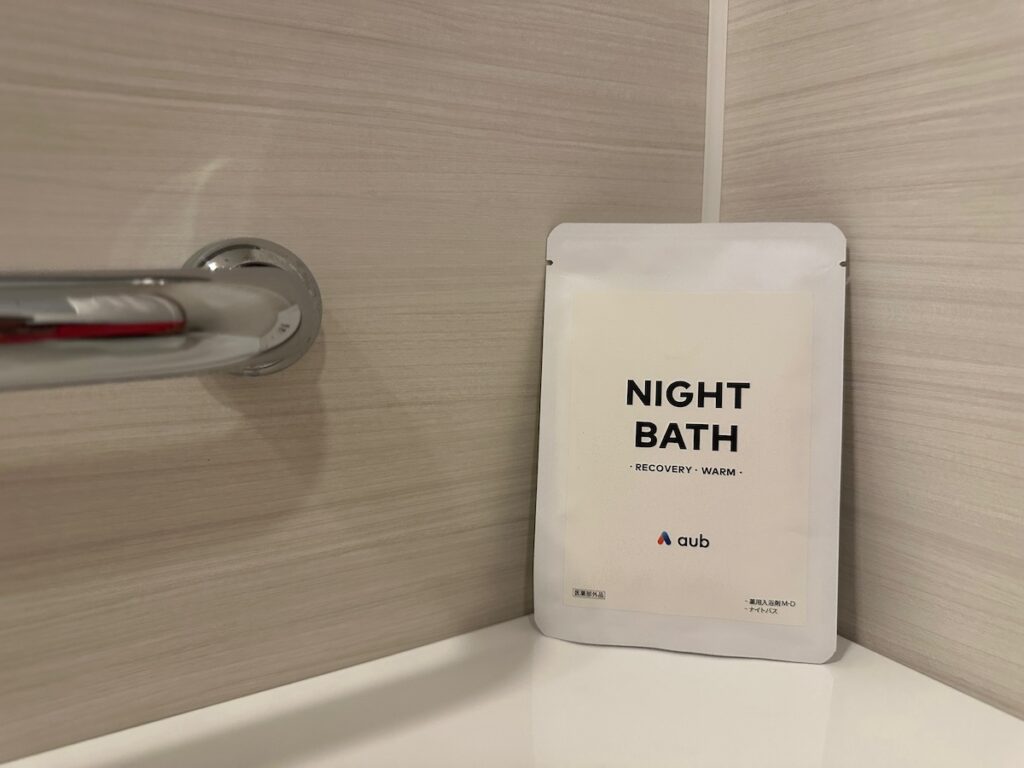 NIGHT
BATH
· RECOVERY · WARM ·
aub
医薬部外品
・薬用入浴剤M-D
・ナイトバス